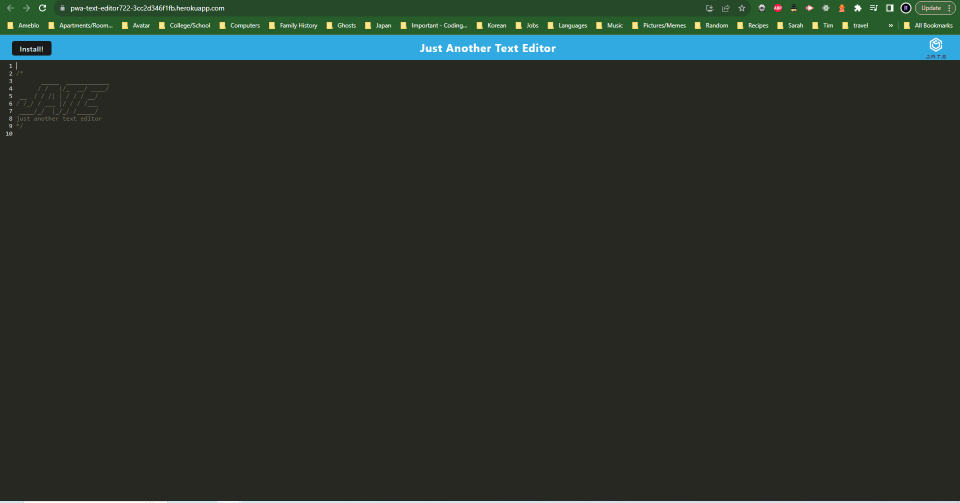 pwa-text-editor722-3cc2d346f1fb.herokuapp.com
Update
Ameblo Apartments/Room... Avatar College/School Computers Family History Ghosts Japan Important - Coding... Korean Jobs Languages Music Pictures/Memes Random Recipes Sarah Tim travel » All Bookmarks
Install!
Just Another Text Editor
J.A.T.E
1
2 /*
3
4
5
6
7
8 just another text editor
9 */
10